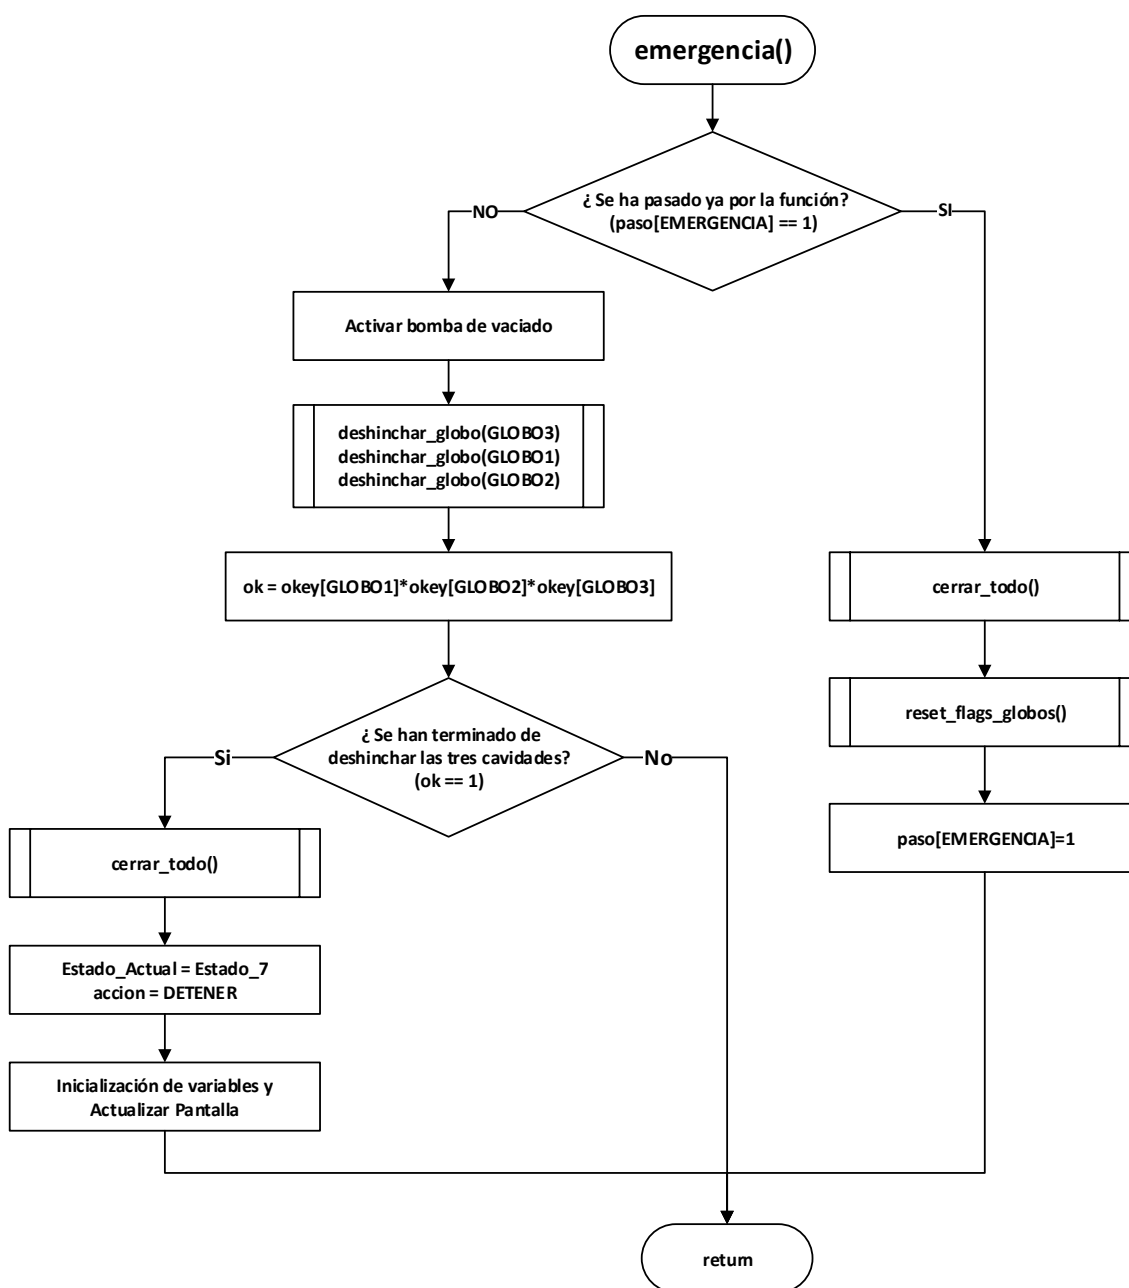 emergencia()
¿ Se ha pasado ya por la función?
(paso[EMERGENCIA] == 1)
NO
SI
Activar bomba de vaciado
deshinchar_globo(GLOBO3)
deshinchar_globo(GLOBO1)
deshinchar_globo(GLOBO2)
ok = okey[GLOBO1]*okey[GLOBO2]*okey[GLOBO3]
cerrar_todo()
reset_flags_globos()
paso[EMERGENCIA]=1
¿ Se han terminado de
deshinchar las tres cavidades?
(ok == 1)
Si
No
cerrar_todo()
Estado_Actual = Estado_7
accion = DETENER
Inicialización de variables y
Actualizar Pantalla
return